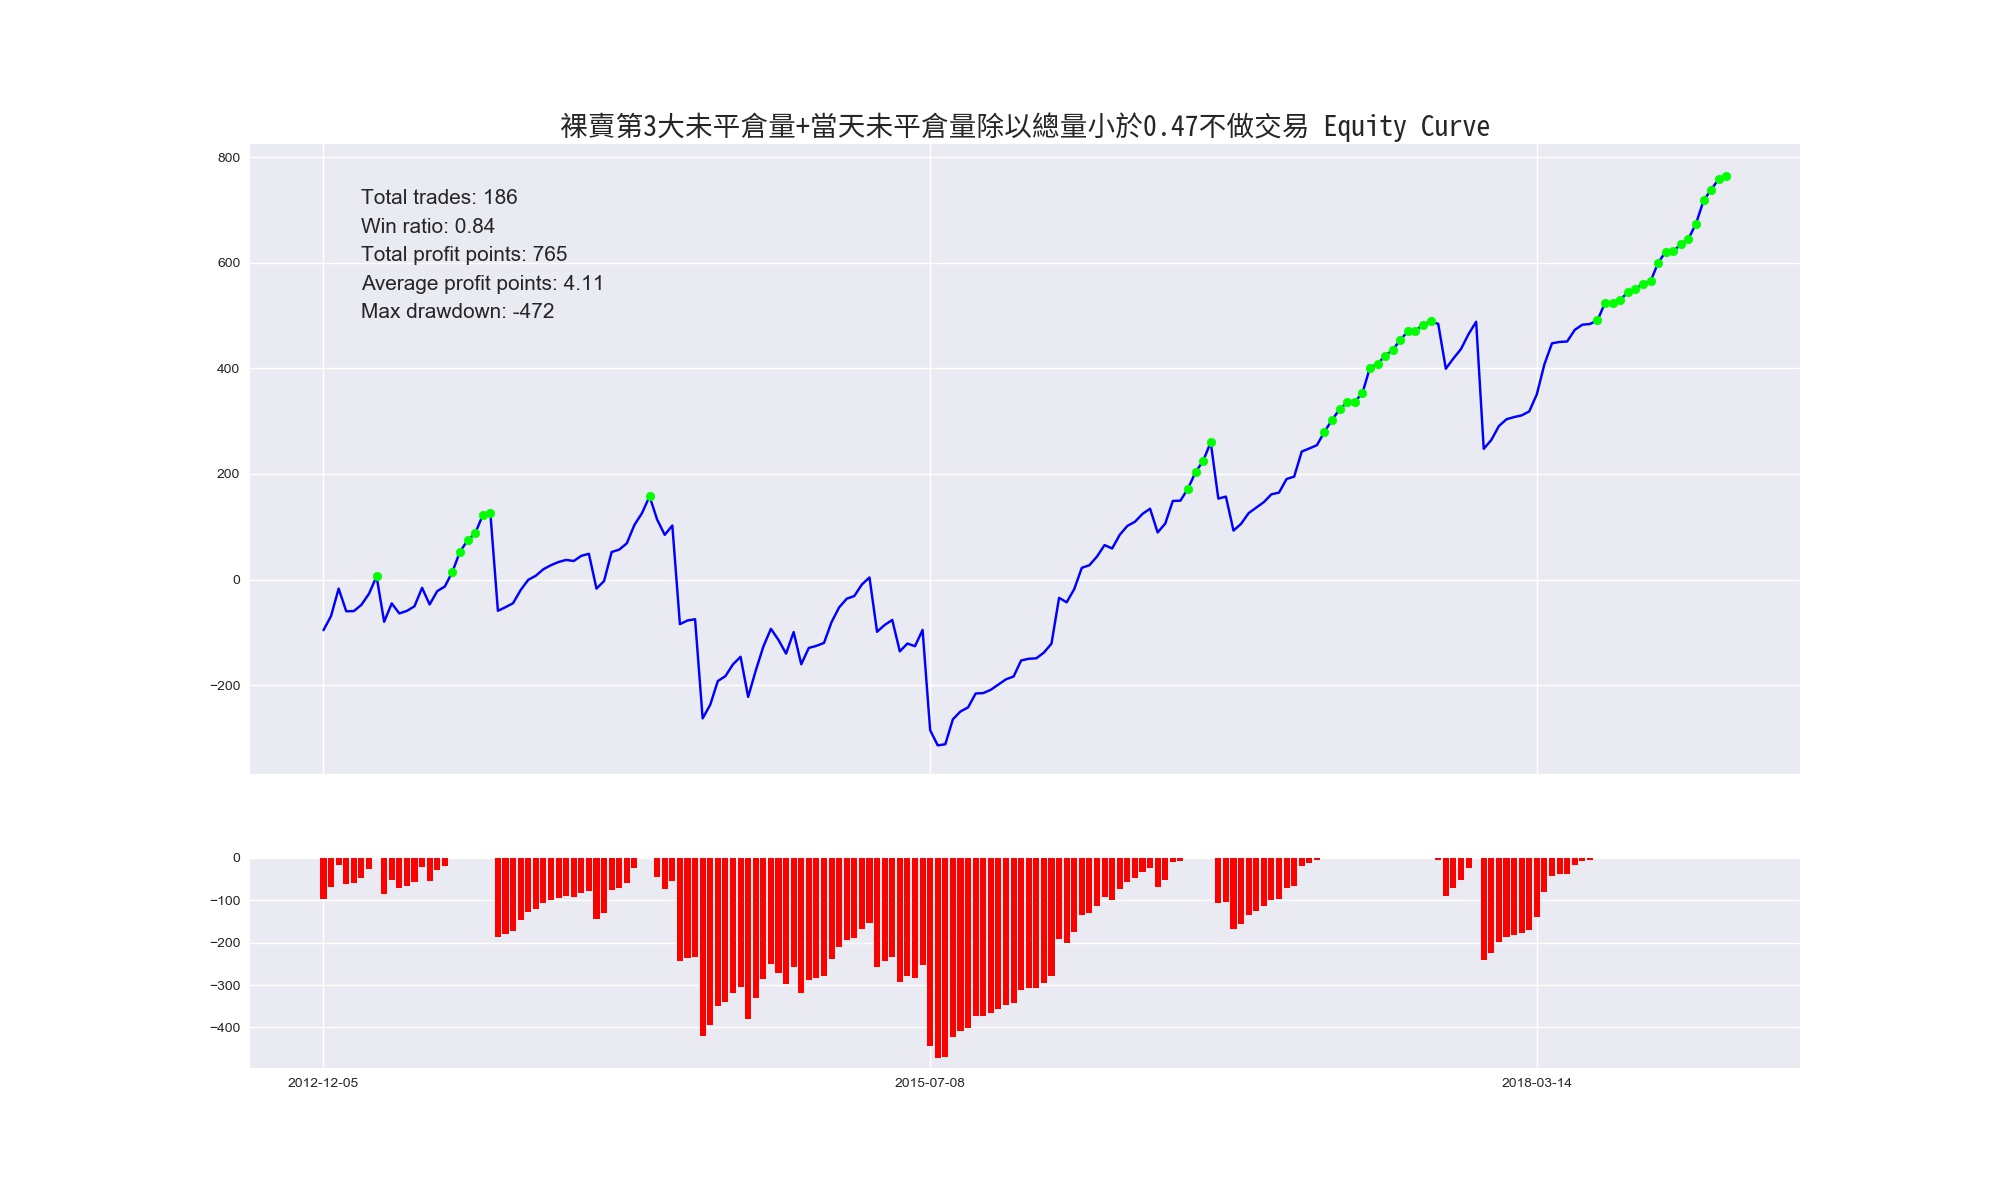 裸賣第3大未平倉量+當天未平倉量除以總量小於0.47不做交易 Equity Curve
800
Total trades: 186
Win ratio: 0.84
Total profit points: 765
600
Average profit points: 4.11
Max drawdown: -472
400
200
0
−200
0
−100
−200
−300
−400
2012-12-05 2015-07-08 2018-03-14